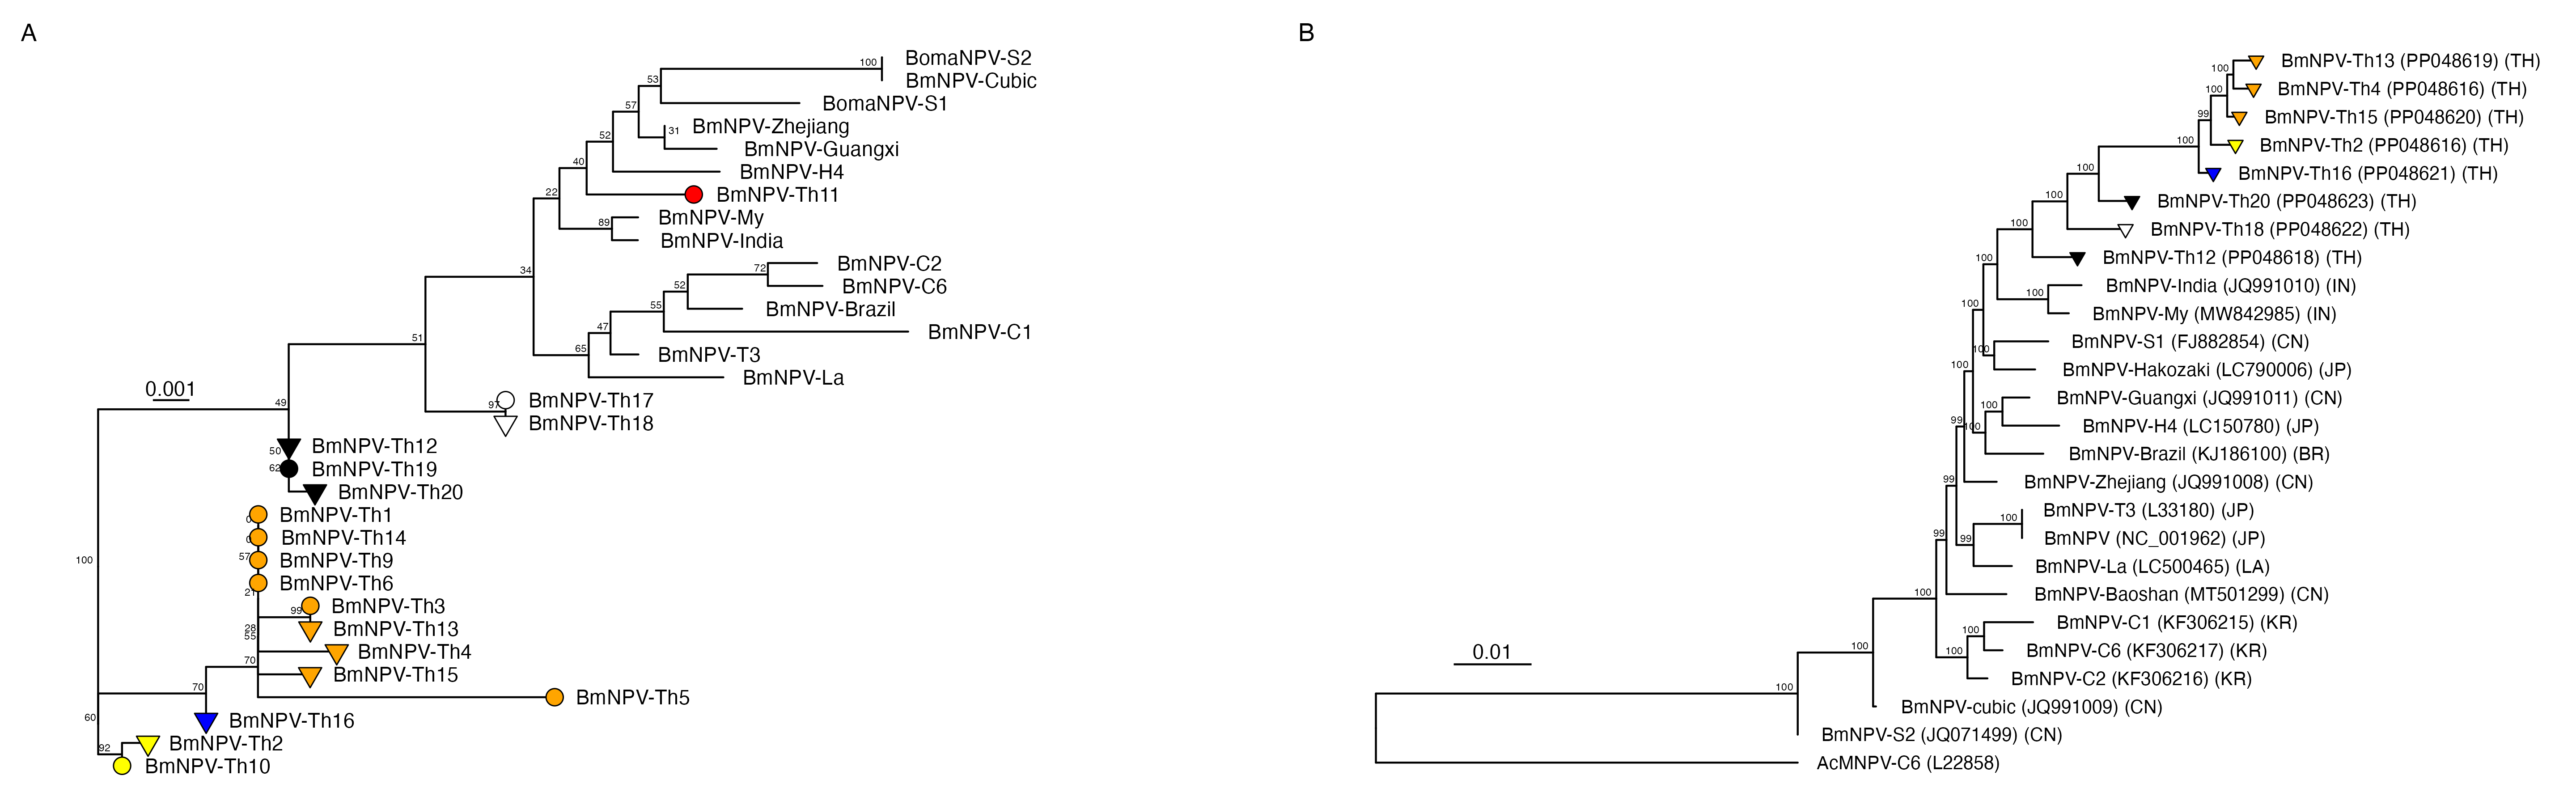 A
BomaNPV-S2
100
BmNPV-Cubic
53
BomaNPV-S1
57
BmNPV-Zhejiang
31
52
BmNPV-Guangxi
40
BmNPV-H4
22
BmNPV-Th11
BmNPV-My
89
BmNPV-India
34
BmNPV-C2
72
BmNPV-C6
52
BmNPV-Brazil
55
BmNPV-C1
47
BmNPV-T3
65
BmNPV-La
51
0.001
BmNPV-Th17
97
BmNPV-Th18
49
BmNPV-Th12
50
BmNPV-Th19
62
BmNPV-Th20
BmNPV-Th1
0
BmNPV-Th14
0
BmNPV-Th9
57
BmNPV-Th6
21
BmNPV-Th3
99
BmNPV-Th13
28
55
BmNPV-Th4
70
BmNPV-Th15
BmNPV-Th5
70
BmNPV-Th16
100
60
BmNPV-Th2
92
BmNPV-Th10
B
BmNPV-Th13 (PP048619) (TH)
100
BmNPV-Th4 (PP048616) (TH)
100
BmNPV-Th15 (PP048620) (TH)
99
BmNPV-Th2 (PP048616) (TH)
100
BmNPV-Th16 (PP048621) (TH)
100
BmNPV-Th20 (PP048623) (TH)
100
BmNPV-Th18 (PP048622) (TH)
100
BmNPV-Th12 (PP048618) (TH)
100
BmNPV-India (JQ991010) (IN)
100
BmNPV-My (MW842985) (IN)
100
BmNPV-S1 (FJ882854) (CN)
100
BmNPV-Hakozaki (LC790006) (JP)
100
BmNPV-Guangxi (JQ991011) (CN)
100
BmNPV-H4 (LC150780) (JP)
99
100
BmNPV-Brazil (KJ186100) (BR)
BmNPV-Zhejiang (JQ991008) (CN)
99
BmNPV-T3 (L33180) (JP)
100
BmNPV (NC_001962) (JP)
99
99
BmNPV-La (LC500465) (LA)
BmNPV-Baoshan (MT501299) (CN)
100
BmNPV-C1 (KF306215) (KR)
100
BmNPV-C6 (KF306217) (KR)
100
100
0.01
BmNPV-C2 (KF306216) (KR)
100
BmNPV-cubic (JQ991009) (CN)
BmNPV-S2 (JQ071499) (CN)
AcMNPV-C6 (L22858)